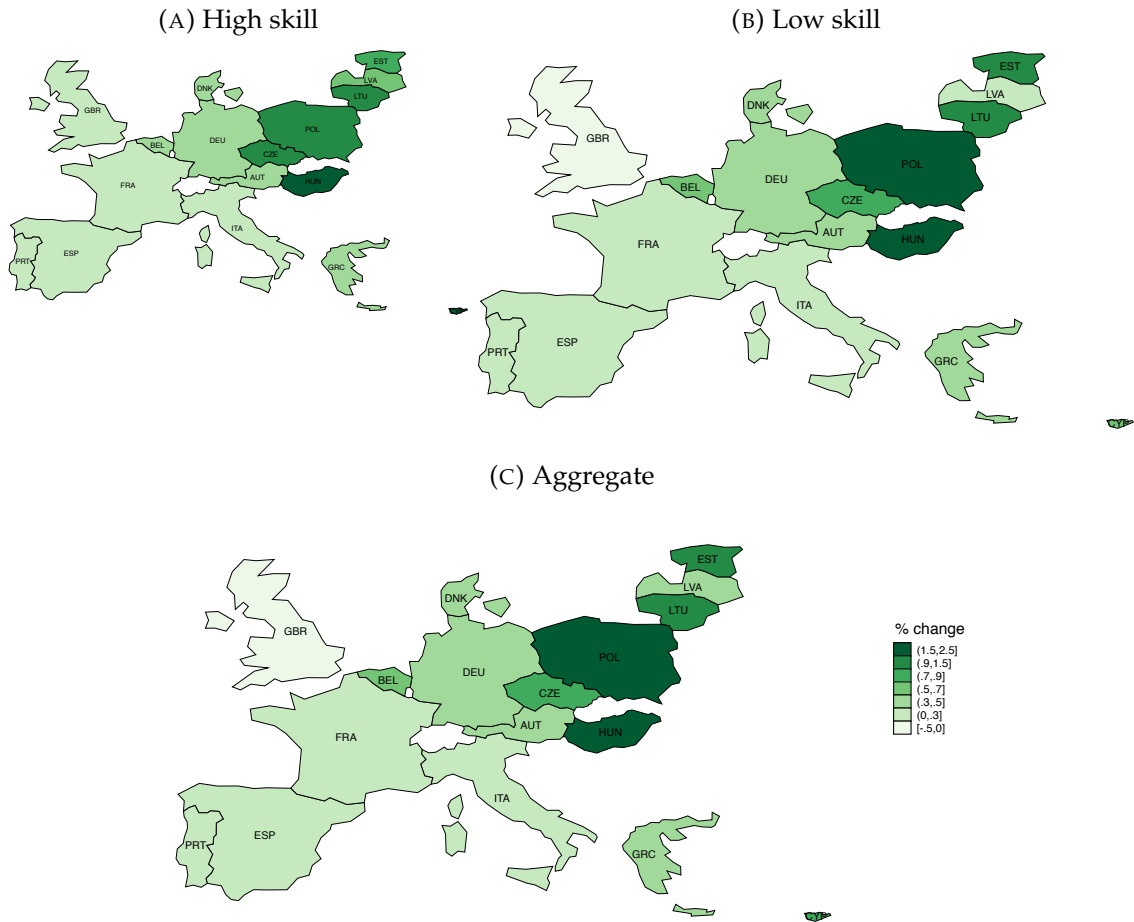 (A) High skill
EST
LVA
LTU
DNK
GBR
POL
DEU
BEL
CZE
AUT
HUN
FRA
ITA
ESP
PRT
GRC
(B) Low skill
EST
LVA
LTU
DNK
GBR
POL
DEU
BEL
CZE
AUT
HUN
FRA
ITA
ESP
PRT
GRC
CYP
(C) Aggregate
EST
LVA
LTU
DNK
GBR
POL
DEU
BEL
CZE
AUT
HUN
FRA
ITA
ESP
PRT
GRC
CYP
% change
(1.5,2.5]
(.9,1.5]
(.7,.9]
(.5,.7]
(.3,.5]
(0,.3]
[-.5,0]